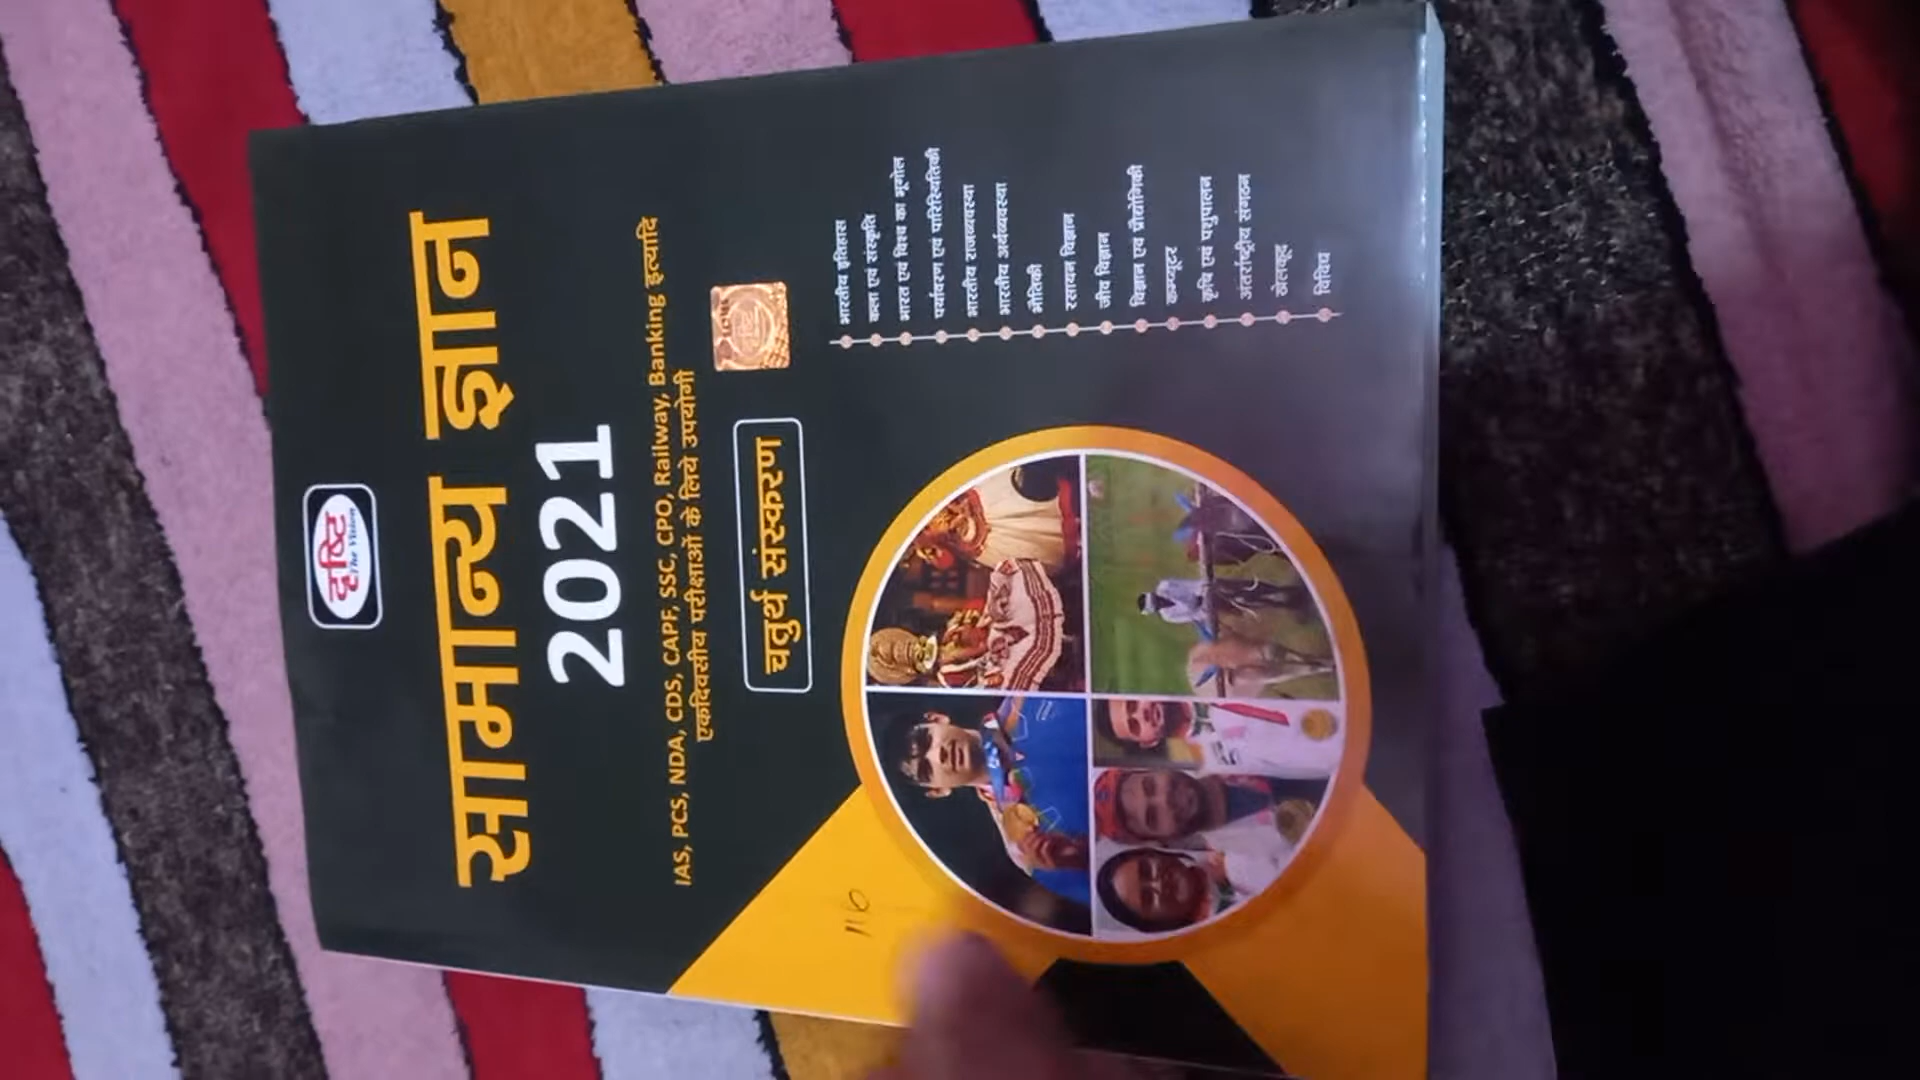 दृष्टि
The Vision
सामान्य ज्ञान
2021
IAS, PCS, NDA, CDS, CAPF, SSC, CPO, Railway, Banking इत्यादि
एकदिवसीय परीक्षाओं के लिये उपयोगी
चतुर्थ संस्करण
भारतीय इतिहास
कला एवं संस्कृति
भारत एवं विश्व का भूगोल
पर्यावरण एवं पारिस्थितिकी
भारतीय राजव्यवस्था
भारतीय अर्थव्यवस्था
भौतिकी
रसायन विज्ञान
जीव विज्ञान
विज्ञान एवं प्रौद्योगिकी
कम्प्यूटर
कृषि एवं पशुपालन
अंतर्राष्ट्रीय संगठन
खेलकूद
विविध